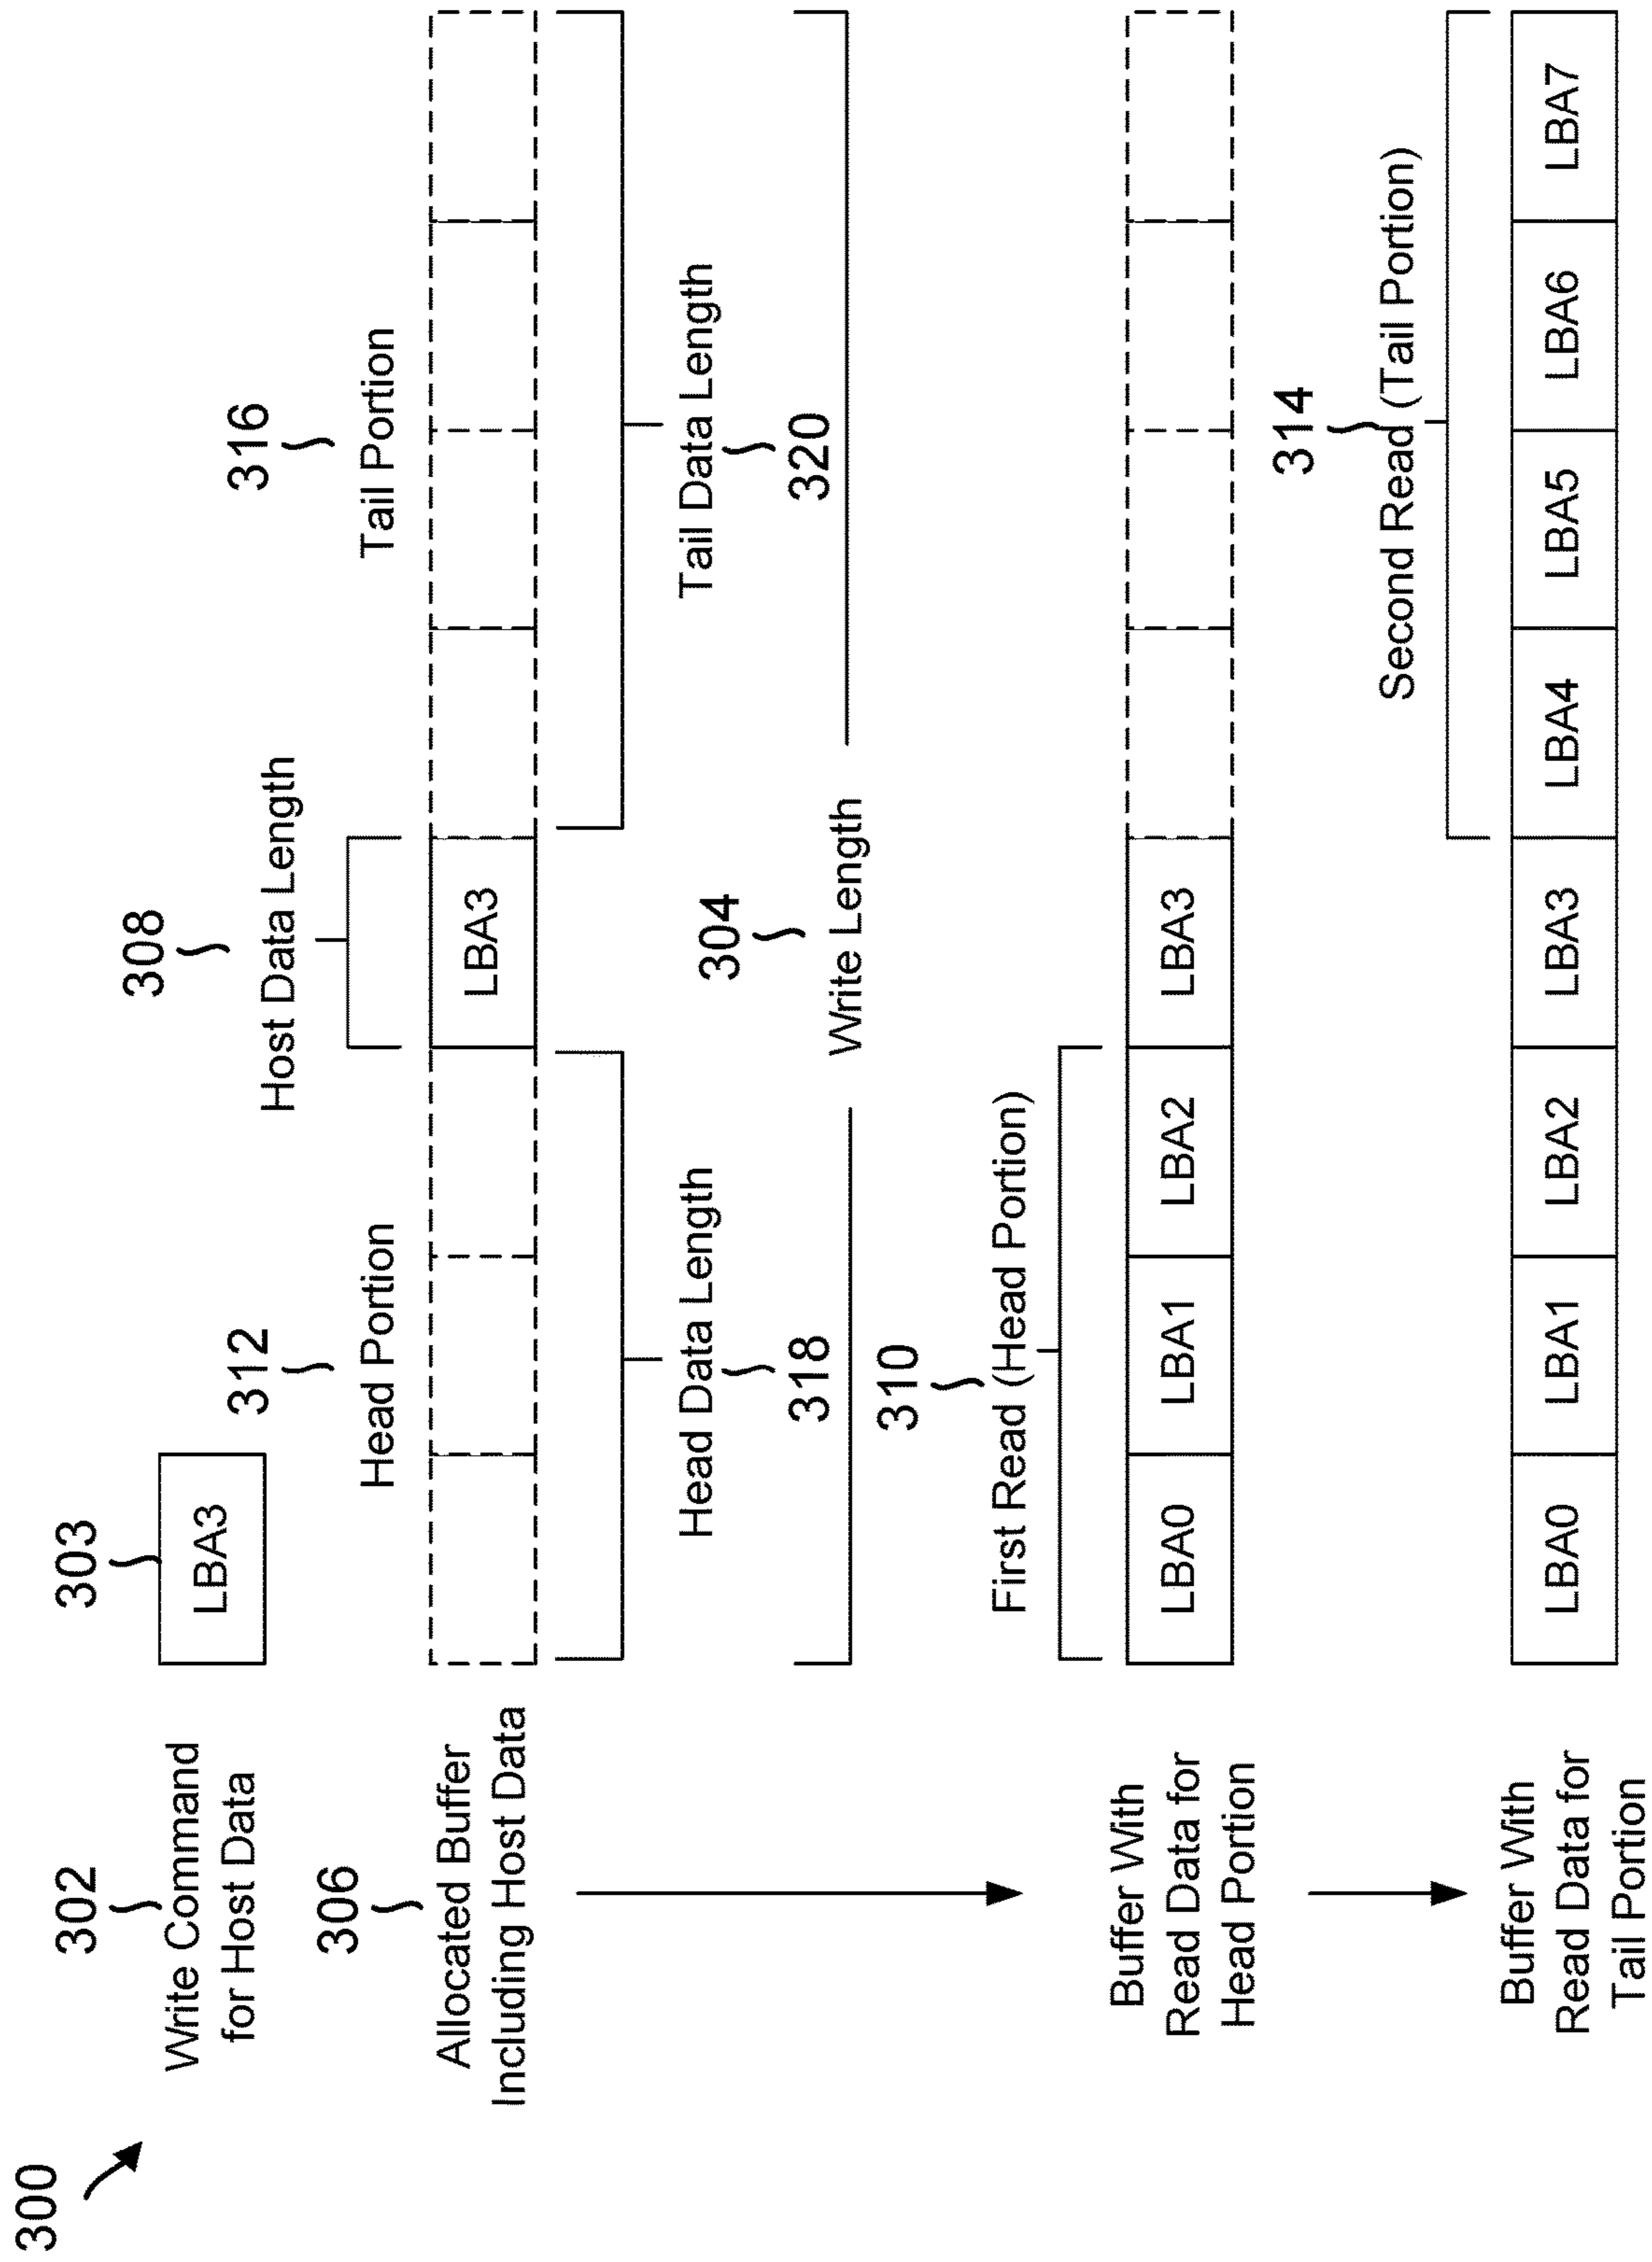 300
302
Write Command
for Host Data
303
LBA3
306
Allocated Buffer
Including Host Data
312
Head Portion
308
Host Data Length
316
Tail Portion
LBA3
Head Data Length
318
Tail Data Length
320
304
Write Length
310
First Read (Head Portion)
Buffer With
Read Data for
Head Portion
LBA0
LBA1
LBA2
LBA3
314
Second Read (Tail Portion)
Buffer With
Read Data for
Tail Portion
LBA0
LBA1
LBA2
LBA3
LBA4
LBA5
LBA6
LBA7